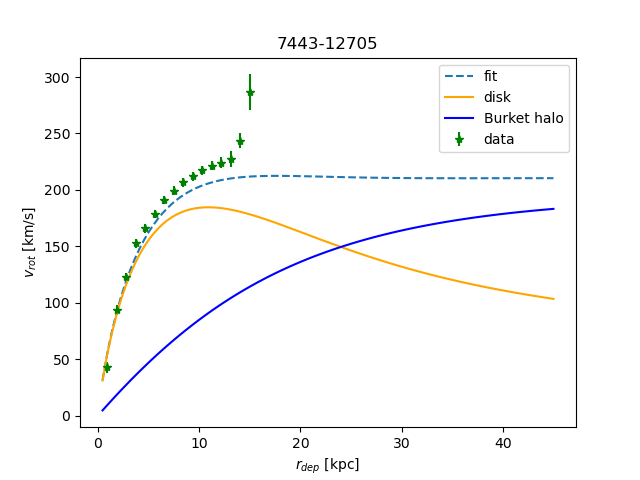 7443-12705
300
250
200
150
100
50
0
v_rot [km/s]
0 10 20 30 40
r_dep [kpc]
fit
disk
Burket halo
data